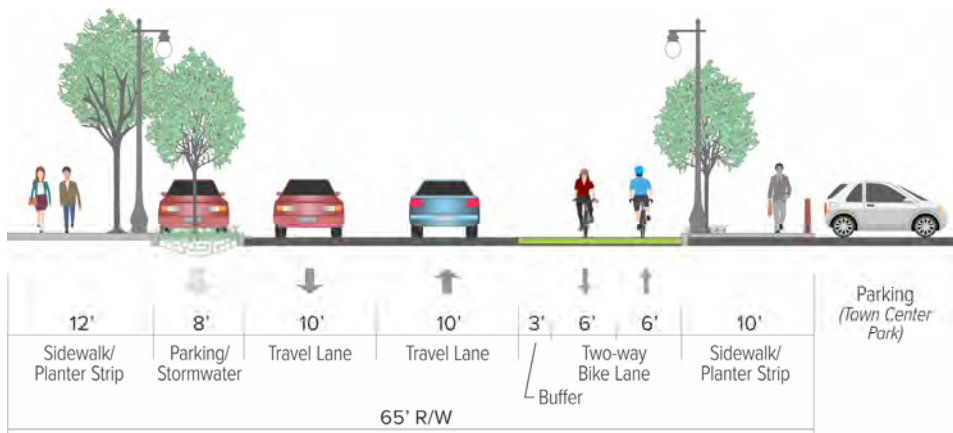 12'
8'
10'
10'
3'
6'
6'
10'
Sidewalk/
Planter Strip
Parking/
Stormwater
Travel Lane
Travel Lane
Buffer
Two-way
Bike Lane
Sidewalk/
Planter Strip
Parking
(Town Center
Park)
65' R/W